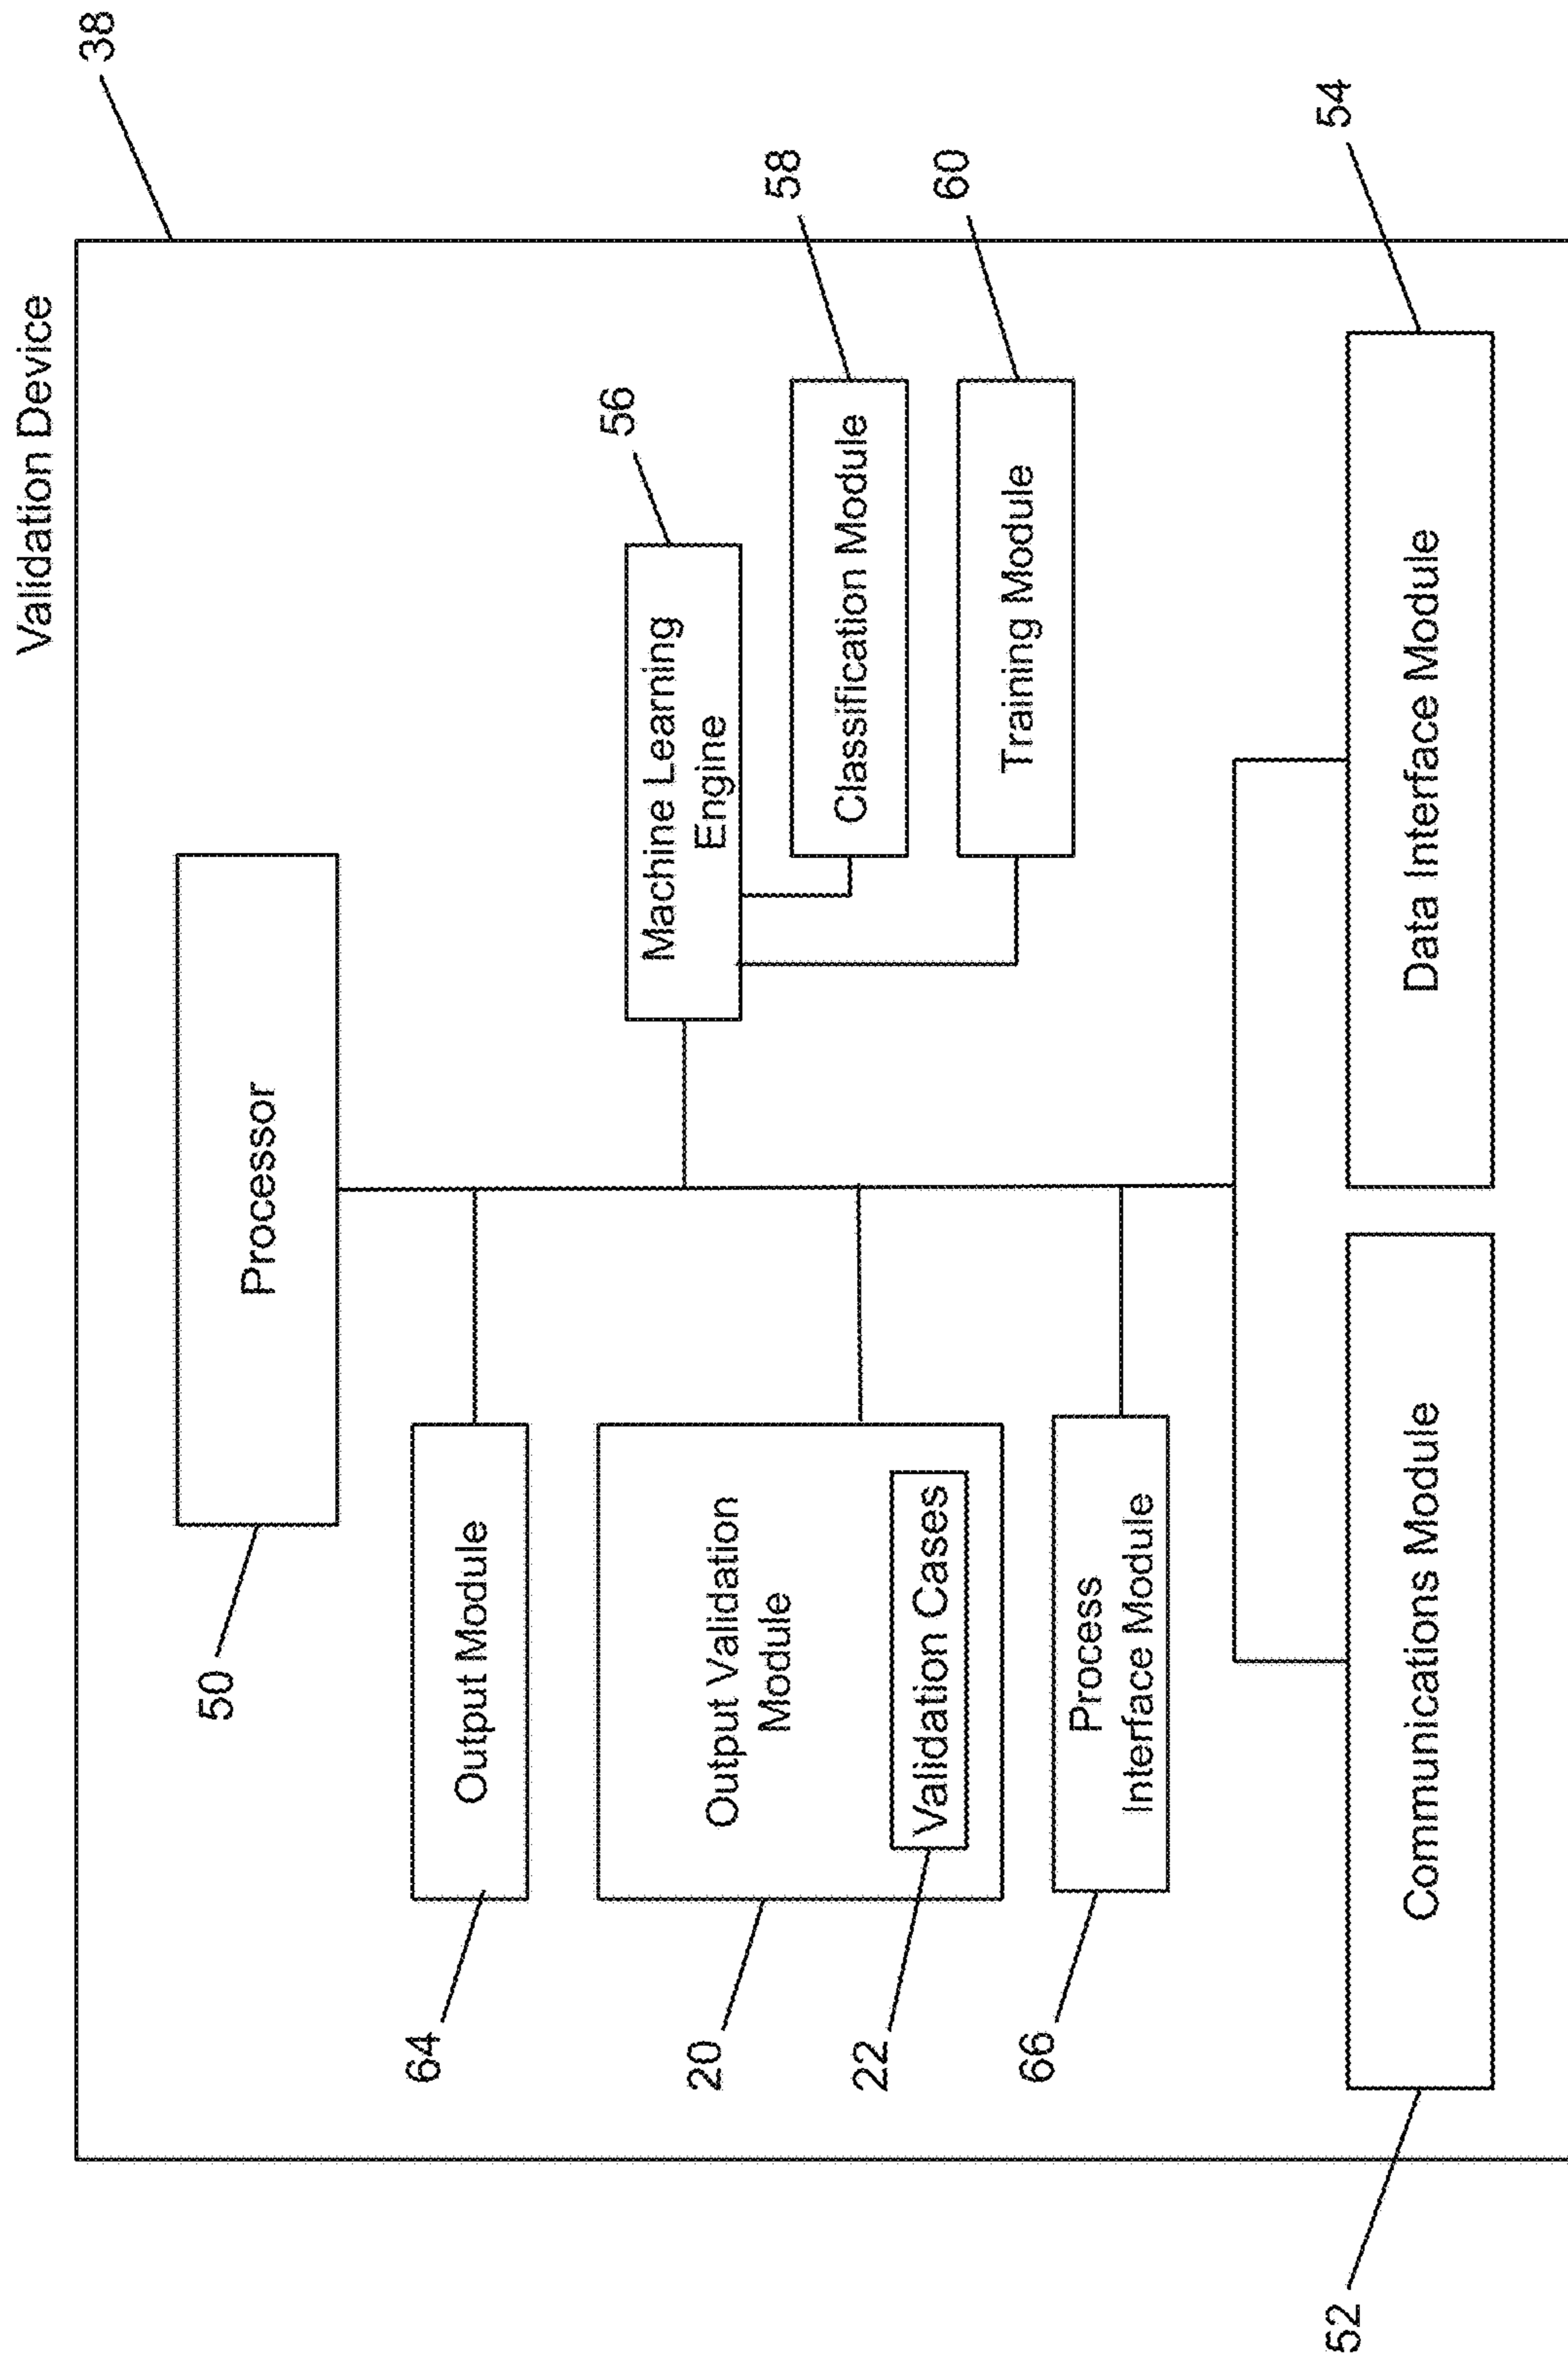 Validation Device
38
Processor
50
Output Module
64
Machine Learning
Engine
56
Output Validation
Module
20
Validation Cases
22
Classification Module
58
Training Module
60
Process
Interface Module
66
Communications Module
52
Data Interface Module
54